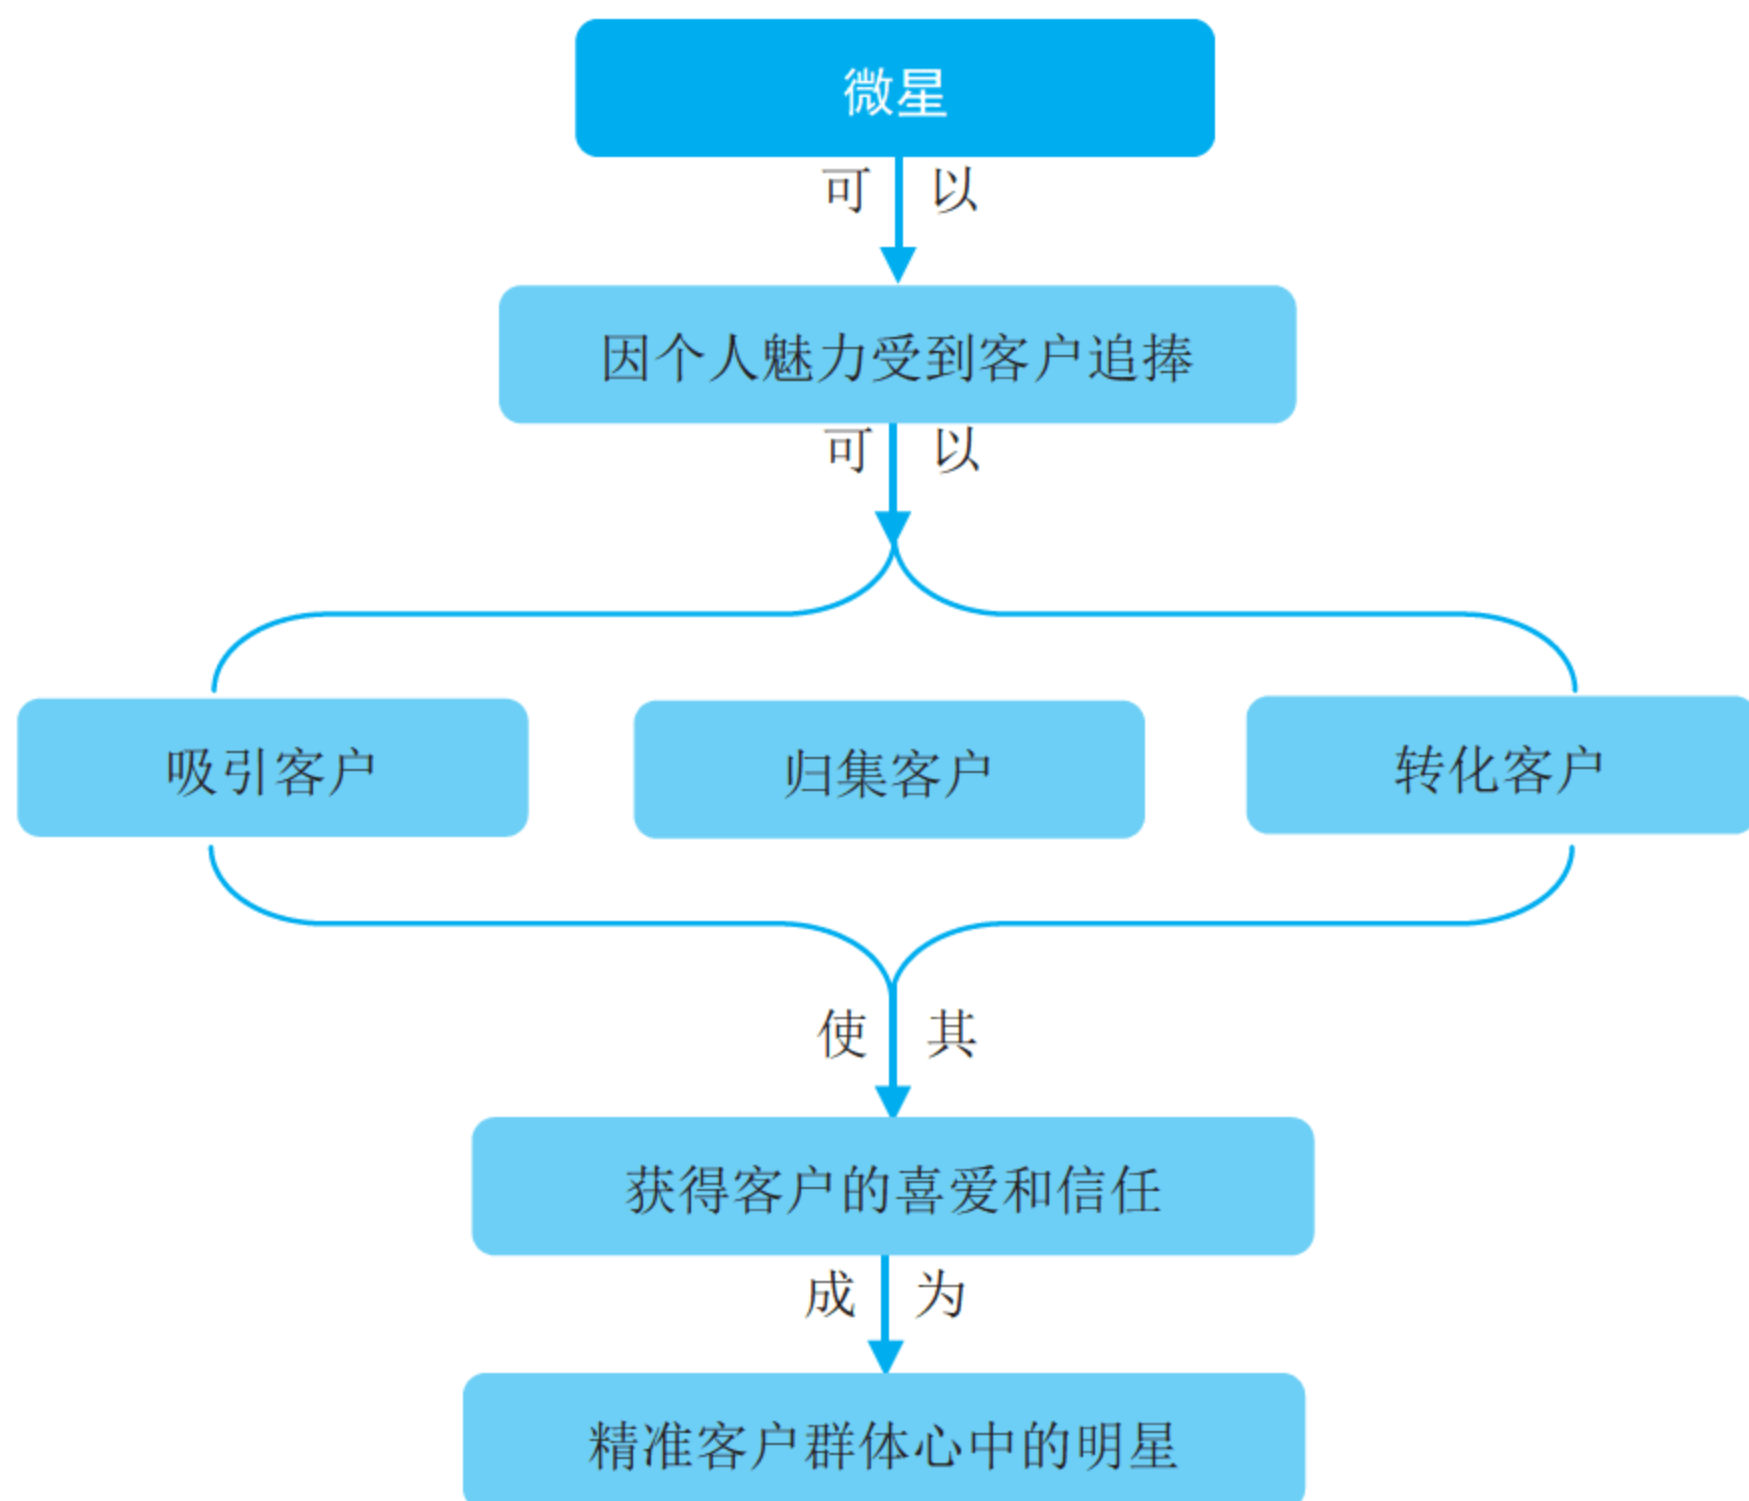 微星
可以
因个人魅力受到客户追捧
可以
吸引客户
归集客户
转化客户
使其
获得客户的喜爱和信任
成为
精准客户群体心中的明星